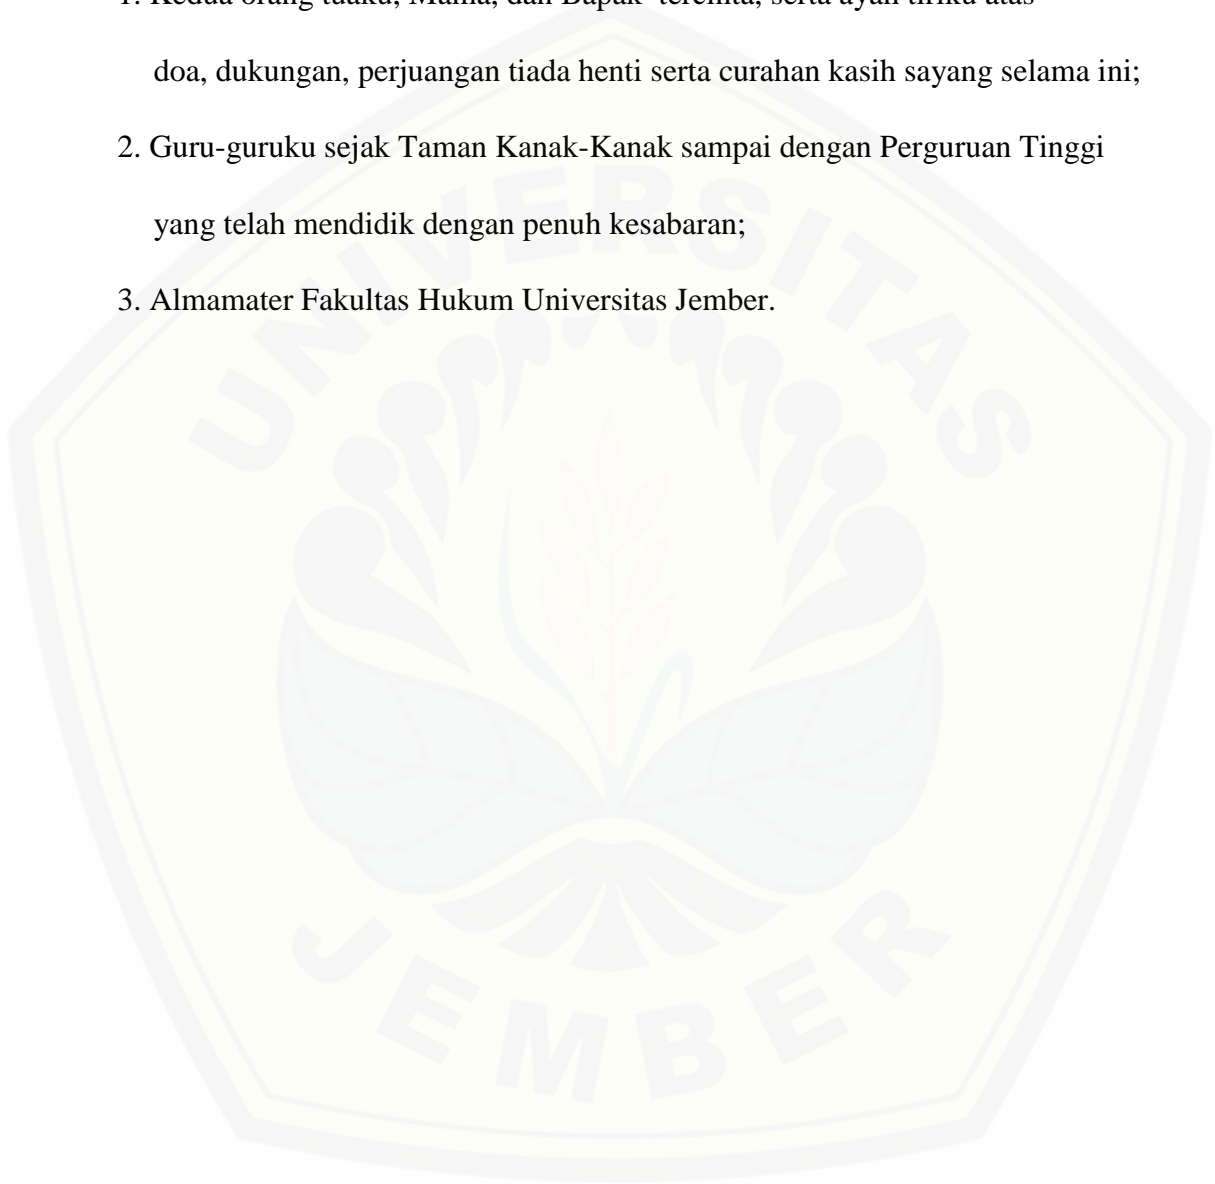 1. Kedua orang tuaku, Mama, dan Bapak tercinta, serta ayah tiriku atas
doa, dukungan, perjuangan tiada henti serta curahan kasih sayang selama ini;
2. Guru-guruku sejak Taman Kanak-Kanak sampai dengan Perguruan Tinggi
yang telah mendidik dengan penuh kesabaran;
3. Almamater Fakultas Hukum Universitas Jember.
UNIVERSITAS
JEMBER